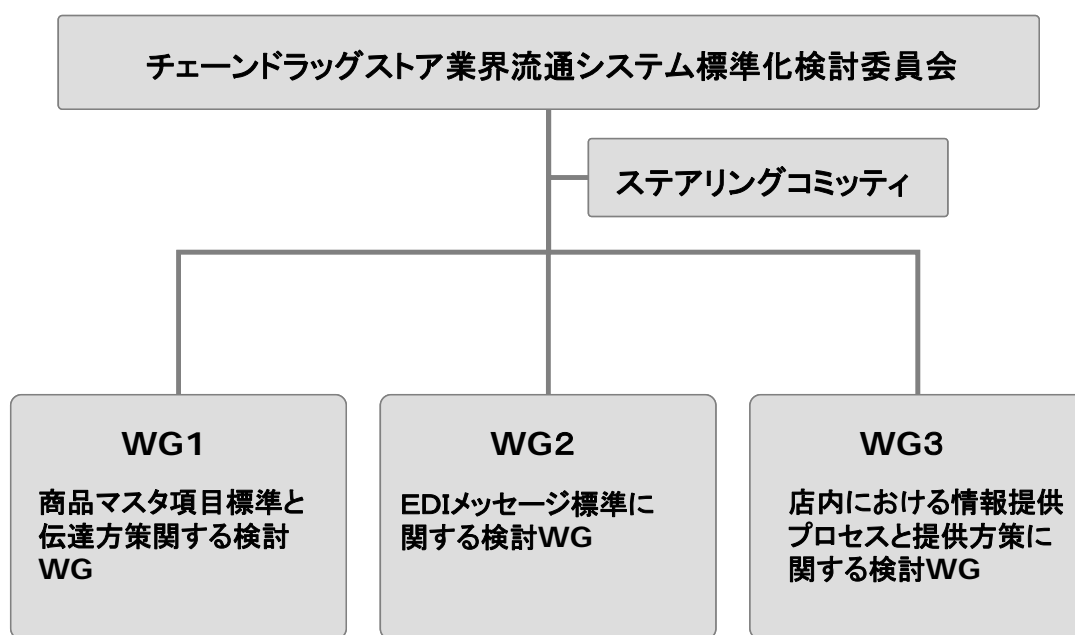 チェーンドラッグストア業界流通システム標準化検討委員会
ステアリングコミッティ
WG1
商品マスタ項目標準と
伝達方策関する検討
WG
WG2
EDIメッセージ標準に
関する検討WG
WG3
店内における情報提供
プロセスと提供方策に
関する検討WG